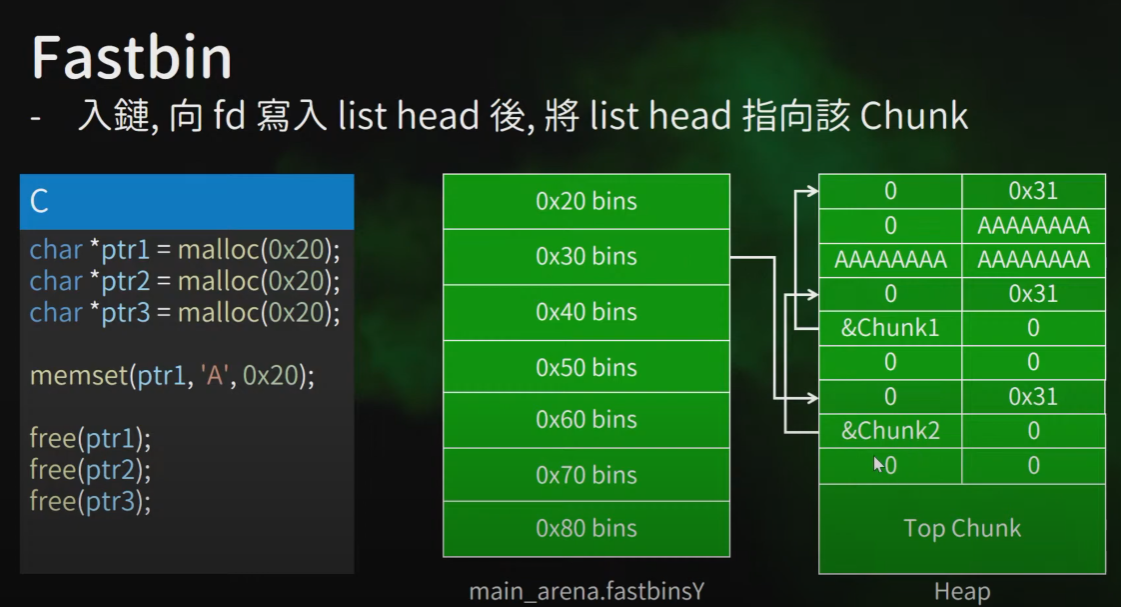 Fastbin
- 入鏈, 向 fd 寫入 list head 後, 將 list head 指向該 Chunk
C
char *ptr1 = malloc(0x20);
char *ptr2 = malloc(0x20);
char *ptr3 = malloc(0x20);
memset(ptr1, 'A', 0x20);
free(ptr1);
free(ptr2);
free(ptr3);
0x20 bins
0x30 bins
0x40 bins
0x50 bins
0x60 bins
0x70 bins
0x80 bins
main_arena.fastbinsY
0 0x31
0 AAAAAAAA
AAAAAAAA AAAAAAAA
0 0x31
&Chunk1 0
0 0
0 0x31
&Chunk2 0
0 0
Top Chunk
Heap